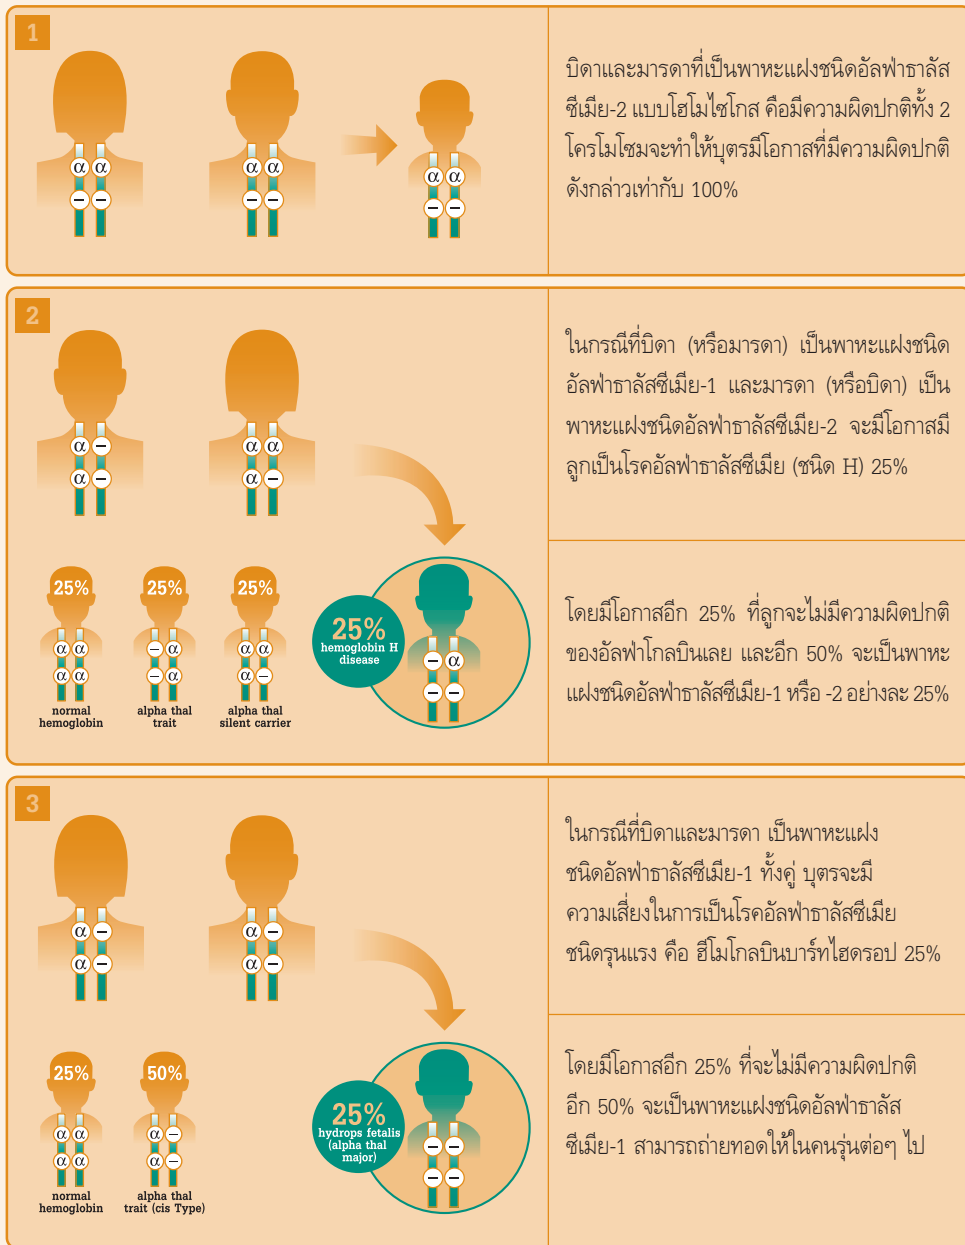 1
α α
– –
α α
– –
α α
– –
บิดาและมารดาที่เป็นพาหะแฝงชนิดอัลฟ่าธาลัส
ซีเมีย-2 แบบโฮโมไซโกส คือมีความผิดปกติทั้ง 2
โครโมโซมจะทำให้บุตรมีโอกาสที่มีความผิดปกติ
ดังกล่าวเท่ากับ 100%
2
α –
α –
α α
α –
ในกรณีที่บิดา (หรือมารดา) เป็นพาหะแฝงชนิด
อัลฟ่าธาลัสซีเมีย-1 และมารดา (หรือบิดา) เป็น
พาหะแฝงชนิดอัลฟ่าธาลัสซีเมีย-2 จะมีโอกาสมี
ลูกเป็นโรคอัลฟ่าธาลัสซีเมีย (ชนิด H) 25%
25%
α α
α α
normal
hemoglobin
25%
– α
– α
alpha thal
trait
25%
α α
α –
alpha thal
silent carrier
25%
hemoglobin H
disease
– α
– –
โดยมีโอกาสอีก 25% ที่ลูกจะไม่มีความผิดปกติ
ของอัลฟ่าโกลบินเลย และอีก 50% จะเป็นพาหะ
แฝงชนิดอัลฟ่าธาลัสซีเมีย-1 หรือ -2 อย่างละ 25%
3
α –
α –
α –
α –
ในกรณีที่บิดาและมารดา เป็นพาหะแฝง
ชนิดอัลฟ่าธาลัสซีเมีย-1 ทั้งคู่ บุตรจะมี
ความเสี่ยงในการเป็นโรคอัลฟ่าธาลัสซีเมีย
ชนิดรุนแรง คือ ฮีโมโกลบินบาร์ทไฮดรอป 25%
25%
α α
α α
normal
hemoglobin
50%
α –
α –
alpha thal
trait (cis Type)
25%
hydrops fetalis
(alpha thal
major)
– –
– –
โดยมีโอกาสอีก 25% ที่จะไม่มีความผิดปกติ
อีก 50% จะเป็นพาหะแฝงชนิดอัลฟ่าธาลัส
ซีเมีย-1 สามารถถ่ายทอดให้ในคนรุ่นต่อๆ ไป